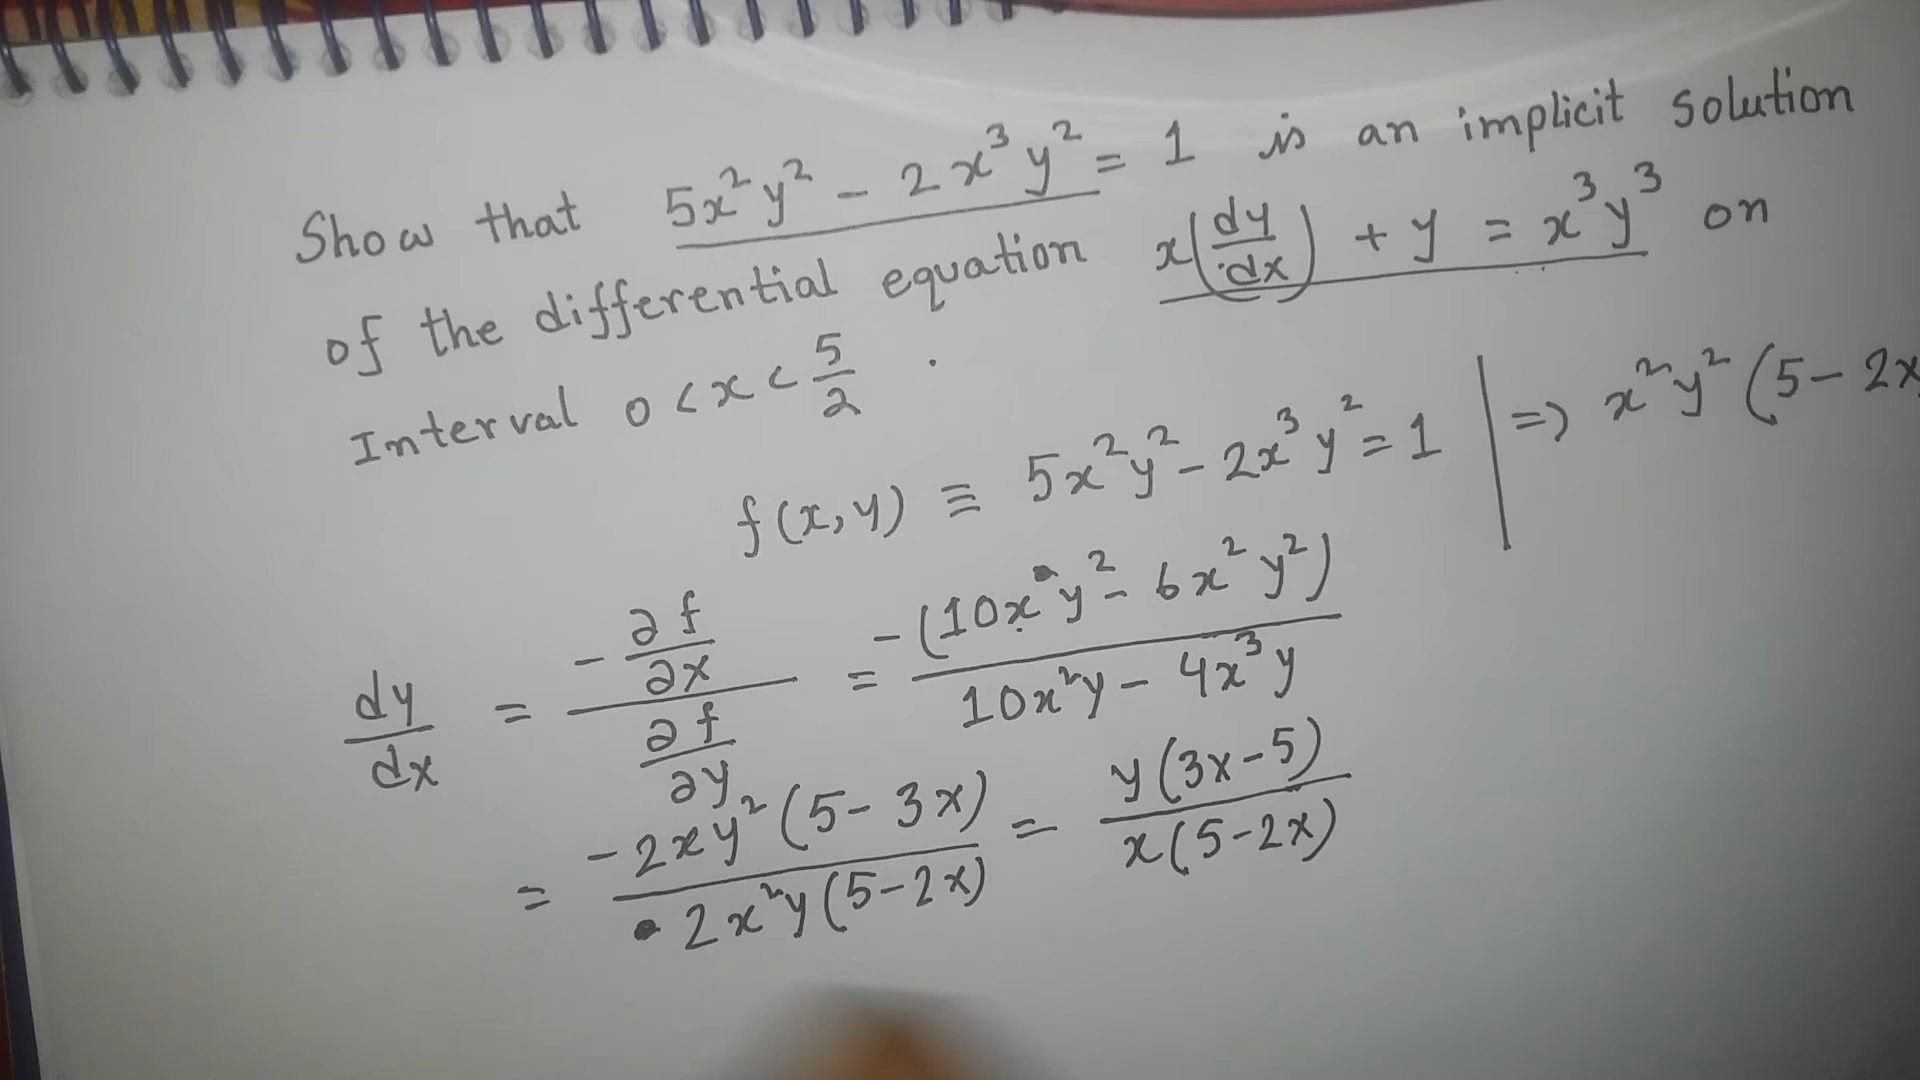 Show that 5x²y² - 2x³y² = 1 is an implicit solution
of the differential equation x(dy/dx) + y = x³y³ on
Interval 0 < x < 5/2 .
f(x,y) ≡ 5x²y² - 2x³y² = 1 | => x²y² (5 - 2x
dy/dx = (-∂f/∂x)/(∂f/∂y) = -(10xy² - 6x²y²)/(10x²y - 4x³y)
= -2xy²(5-3x)/2x²y(5-2x) = y(3x-5)/x(5-2x)